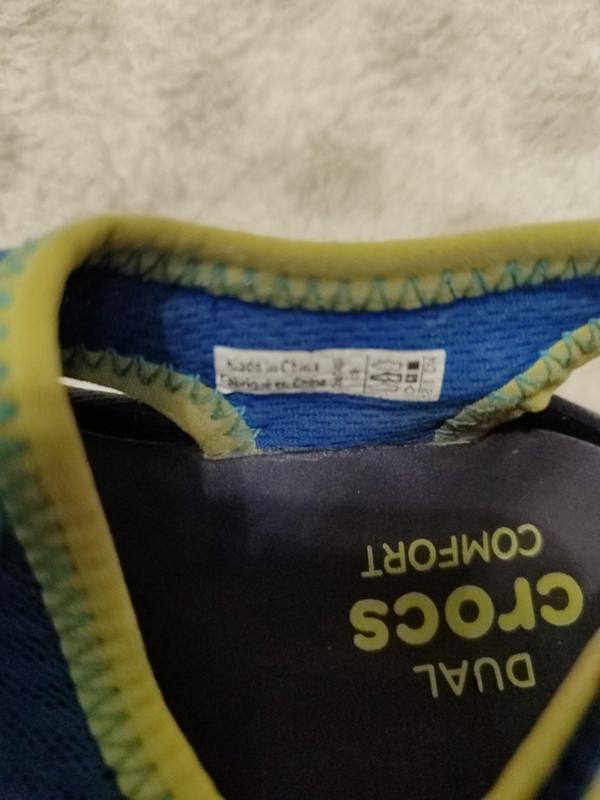 Made in China
Fabriqué en Chine
DUAL
crocs
COMFORT